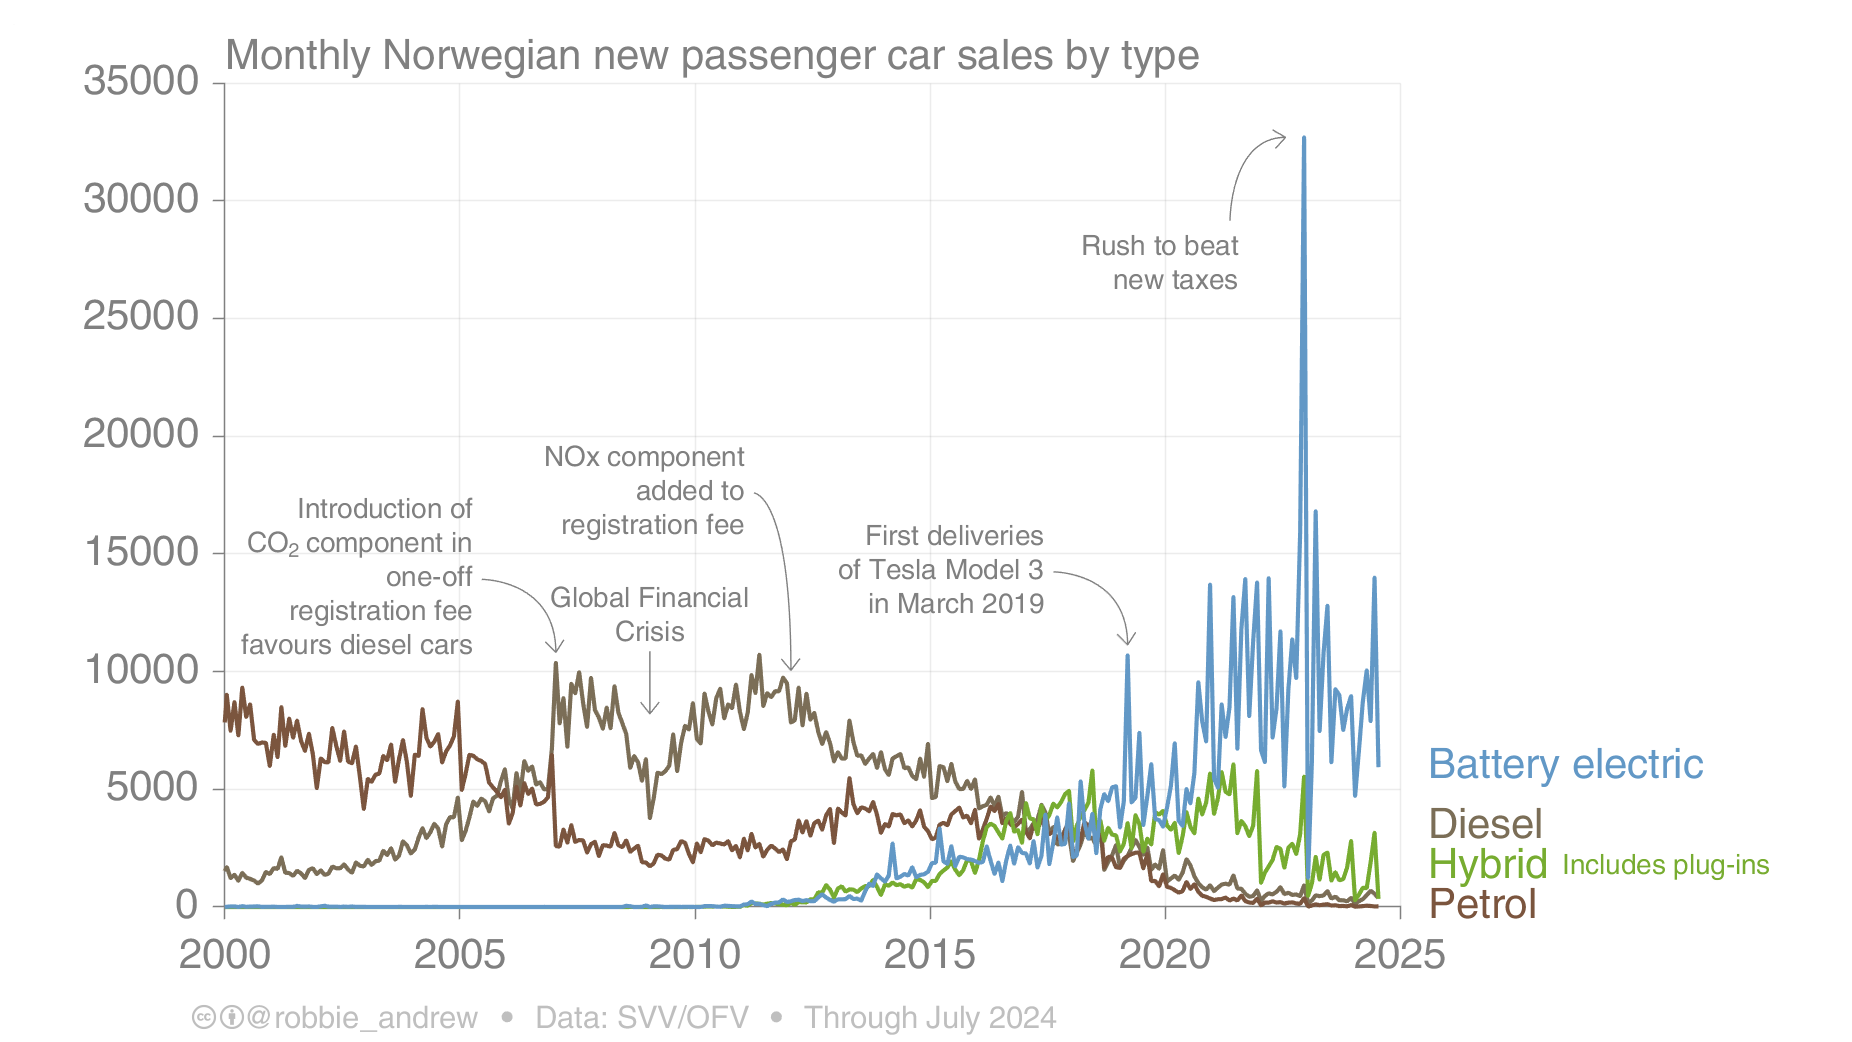 Monthly Norwegian new passenger car sales by type
35000
30000
25000
20000
15000
10000
5000
0
2000 2005 2010 2015 2020 2025
Introduction of
CO₂ component in
one-off
registration fee
favours diesel cars
Global Financial
Crisis
NOx component
added to
registration fee
First deliveries
of Tesla Model 3
in March 2019
Rush to beat
new taxes
Battery electric
Diesel
Hybrid Includes plug-ins
Petrol
@robbie_andrew • Data: SVV/OFV • Through July 2024